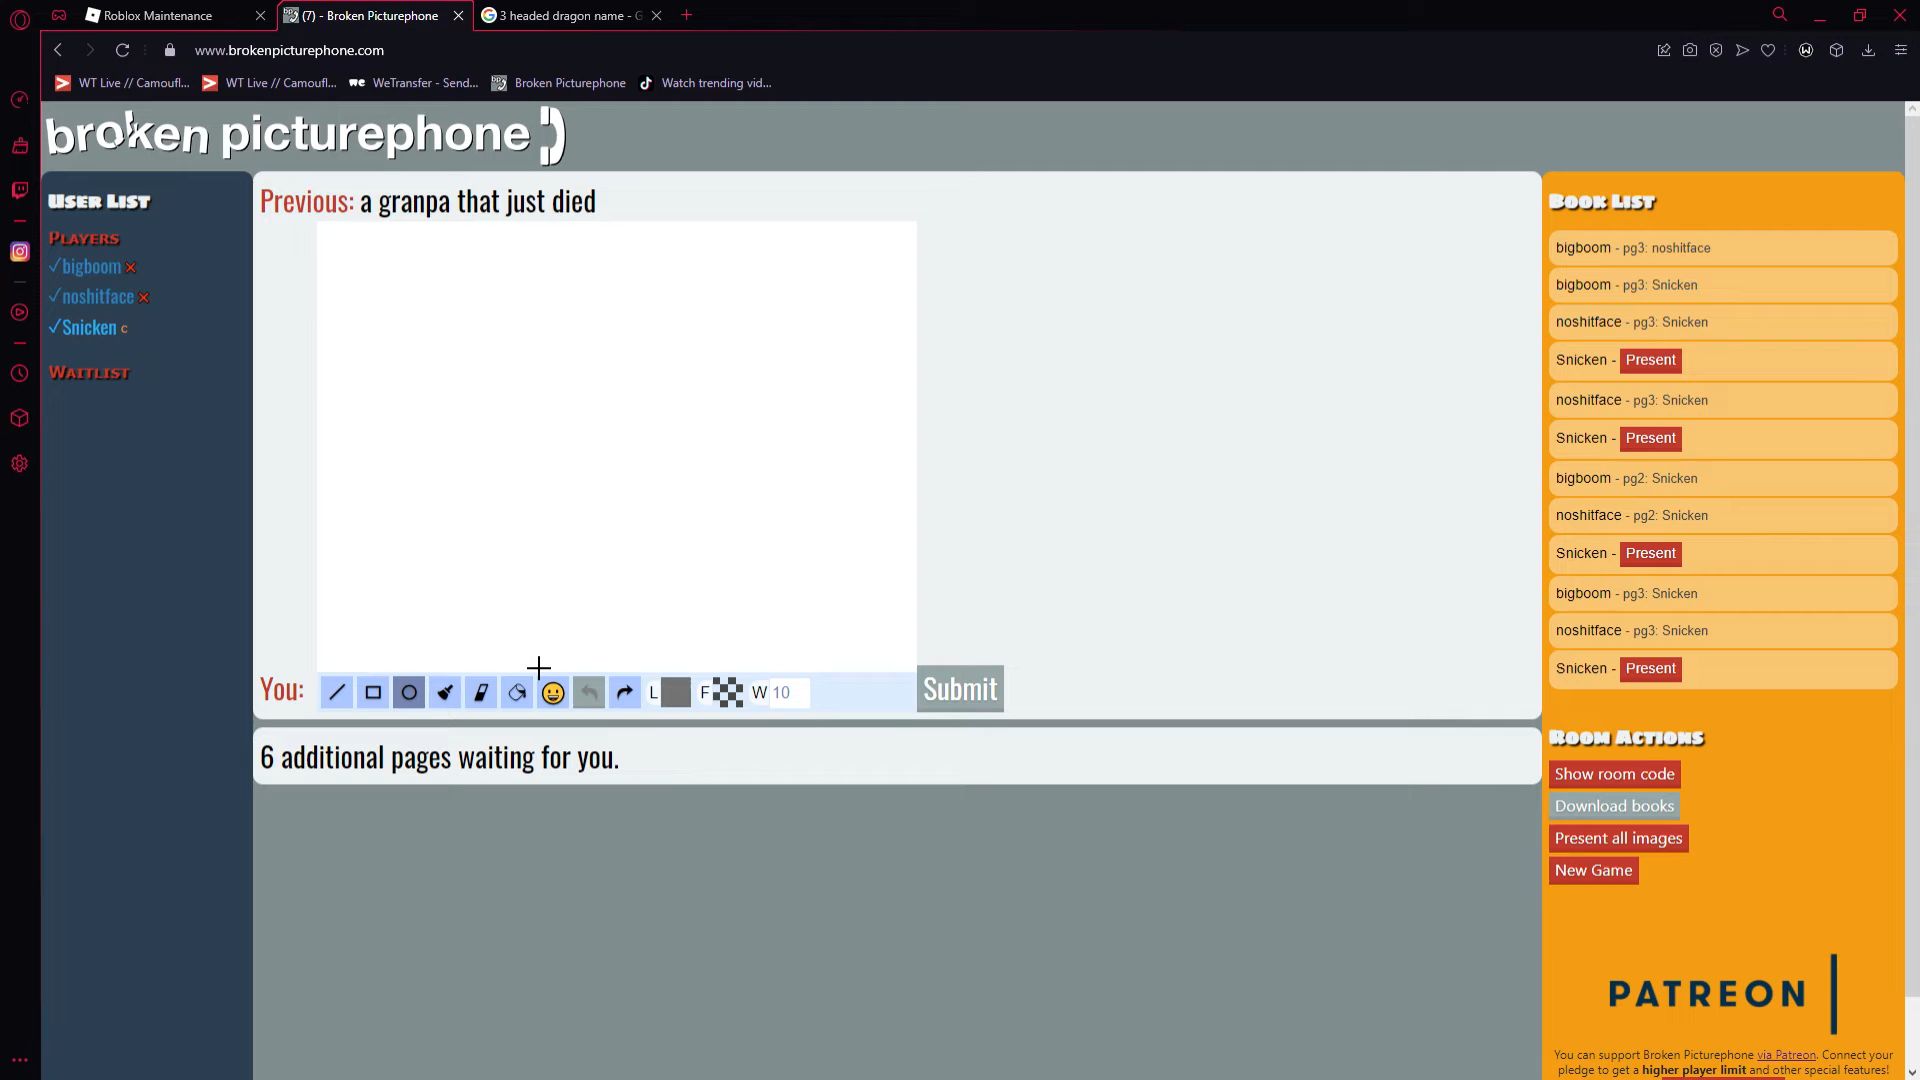 Roblox Maintenance
(7) - Broken Picturephone
3 headed dragon name - G
www.brokenpicturephone.com
WT Live // Camoufl...
WT Live // Camoufl...
WeTransfer - Send...
Broken Picturephone
Watch trending vid...
broken picturephone
User List
Players
✓bigboom
✓noshitface
✓Snicken c
Waitlist
Previous: a granpa that just died
You:
L
F
W 10
Submit
6 additional pages waiting for you.
Book List
bigboom - pg3: noshitface
bigboom - pg3: Snicken
noshitface - pg3: Snicken
Snicken - Present
noshitface - pg3: Snicken
Snicken - Present
bigboom - pg2: Snicken
noshitface - pg2: Snicken
Snicken - Present
bigboom - pg3: Snicken
noshitface - pg3: Snicken
Snicken - Present
Room Actions
Show room code
Download books
Present all images
New Game
PATREON
You can support Broken Picturephone via Patreon. Connect your
pledge to get a higher player limit and other special features!